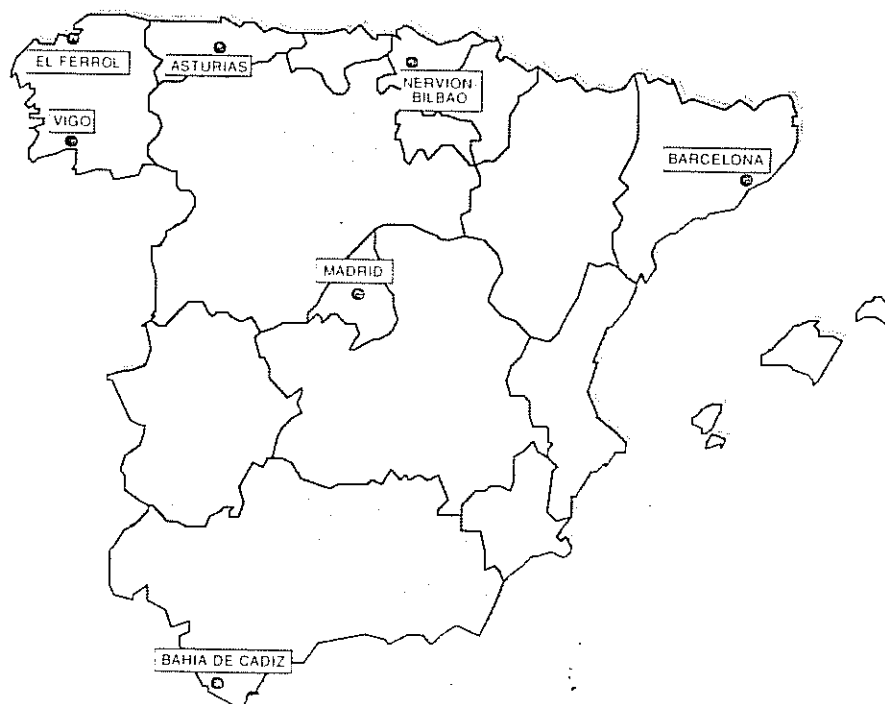 EL FERROL
ASTURIAS
NERVION-
BILBAO
VIGO
BARCELONA
MADRID
BAHIA DE CADIZ